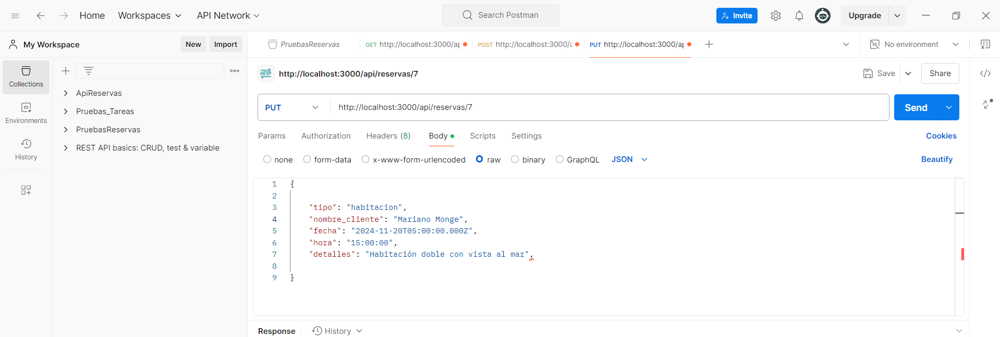 Home Workspaces API Network Search Postman Invite Upgrade
My Workspace New Import PruebasReservas GET http://localhost:3000/ap POST http://localhost:3000/a PUT http://localhost:3000/ap No environment
Collections
Environments
History
ApiReservas
Pruebas_Tareas
PruebasReservas
REST API basics: CRUD, test & variable
HTTP http://localhost:3000/api/reservas/7 Save Share
PUT http://localhost:3000/api/reservas/7 Send
Params Authorization Headers (8) Body Scripts Settings Cookies
none form-data x-www-form-urlencoded raw binary GraphQL JSON Beautify
1 {
2
3 "tipo": "habitacion",
4 "nombre_cliente": "Mariano Monge",
5 "fecha": "2024-11-20T05:00:00.000Z",
6 "hora": "15:00:00",
7 "detalles": "Habitación doble con vista al mar",
8
9 }
Response History